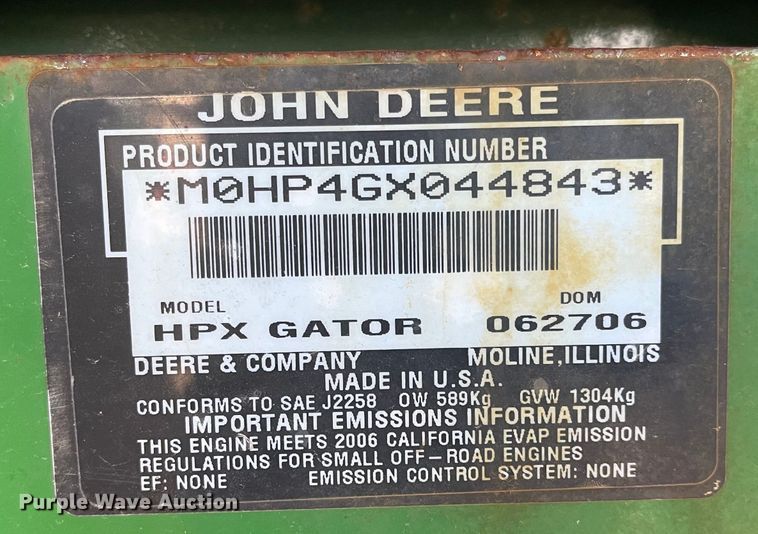 JOHN DEERE
PRODUCT IDENTIFICATION NUMBER
*M0HP4GX044843*
MODEL DOM
HPX GATOR 062706
DEERE & COMPANY MOLINE, ILLINOIS
MADE IN U.S.A.
CONFORMS TO SAE J2258 OW 589Kg GVW 1304Kg
IMPORTANT EMISSIONS INFORMATION
THIS ENGINE MEETS 2006 CALIFORNIA EVAP EMISSION
REGULATIONS FOR SMALL OFF-ROAD ENGINES
EF: NONE EMISSION CONTROL SYSTEM: NONE
Purple Wave Auction